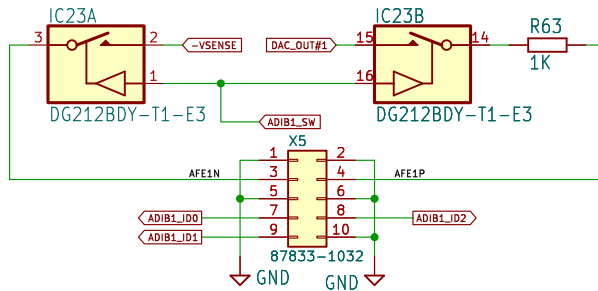 IC23A
IC23B
R63
3
2
-VSENSE
DAC_OUT#1
15
14
1K
1
16
DG212BDY-T1-E3
DG212BDY-T1-E3
ADIB1_SW
X5
1
2
AFE1N
3
4
AFE1P
5
6
ADIB1_ID0
7
8
ADIB1_ID2
ADIB1_ID1
9
10
87833-1032
GND
GND